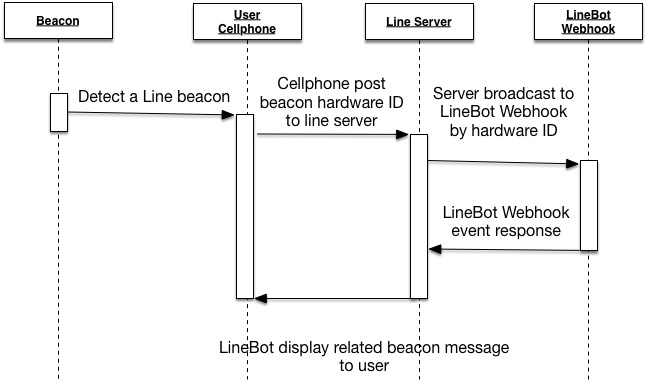 Beacon
User
Cellphone
Line Server
LineBot
Webhook
Detect a Line beacon
Cellphone post
beacon hardware ID
to line server
Server broadcast to
LineBot Webhook
by hardware ID
LineBot Webhook
event response
LineBot display related beacon message
to user